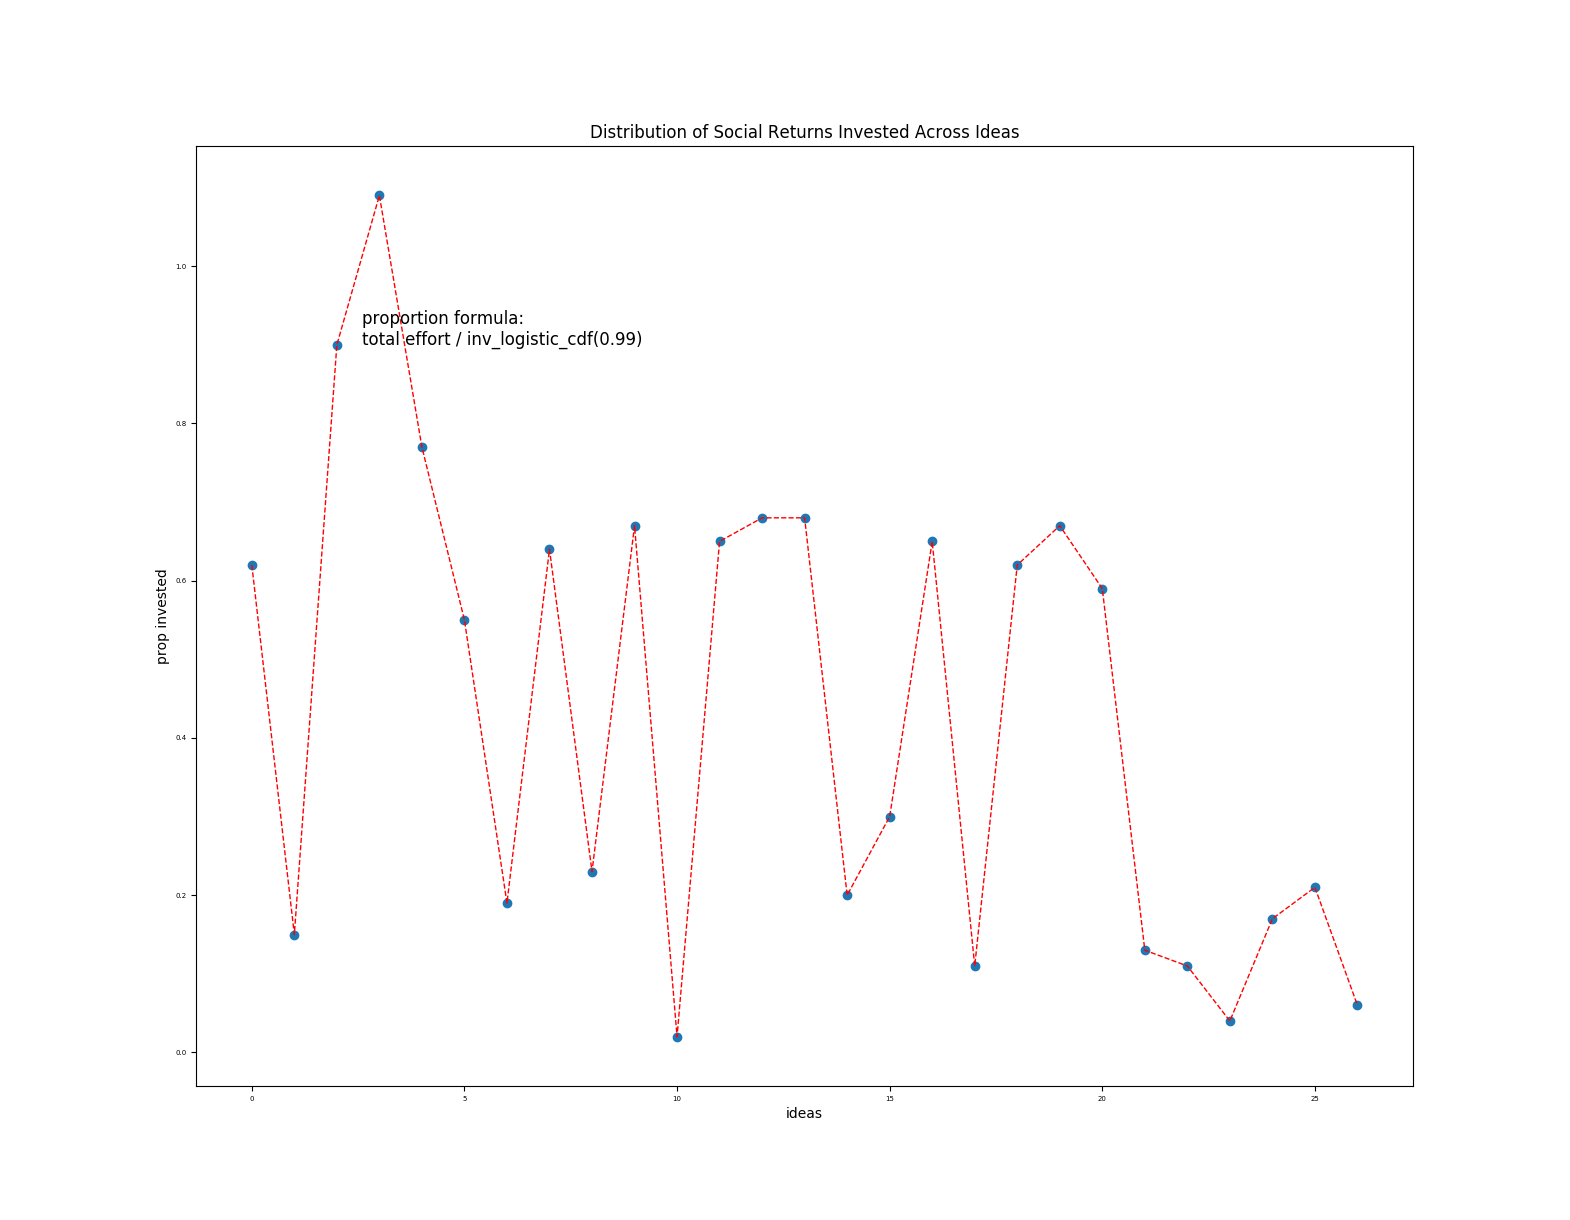 Distribution of Social Returns Invested Across Ideas
proportion formula:
total effort / inv_logistic_cdf(0.99)
prop invested
1.0
0.8
0.6
0.4
0.2
0.0
0 5 10 15 20 25
ideas